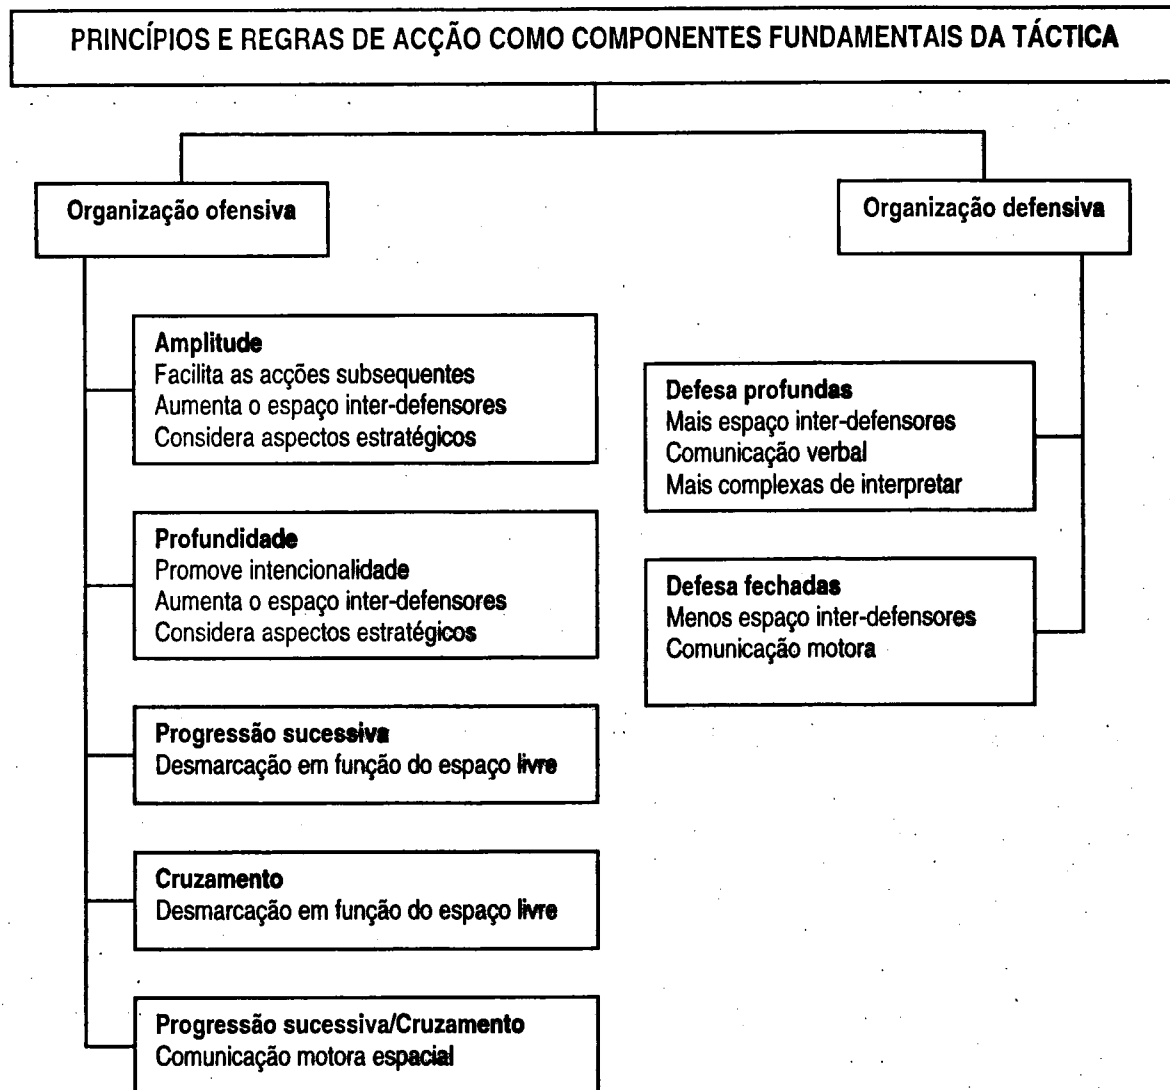 PRINCÍPIOS E REGRAS DE ACÇÃO COMO COMPONENTES FUNDAMENTAIS DA TÁCTICA
Organização ofensiva
Organização defensiva
Amplitude
Facilita as acções subsequentes
Aumenta o espaço inter-defensores
Considera aspectos estratégicos
Profundidade
Promove intencionalidade
Aumenta o espaço inter-defensores
Considera aspectos estratégicos
Progressão sucessiva
Desmarcação em função do espaço livre
Cruzamento
Desmarcação em função do espaço livre
Progressão sucessiva/Cruzamento
Comunicação motora espacial
Defesa profundas
Mais espaço inter-defensores
Comunicação verbal
Mais complexas de interpretar
Defesa fechadas
Menos espaço inter-defensores
Comunicação motora